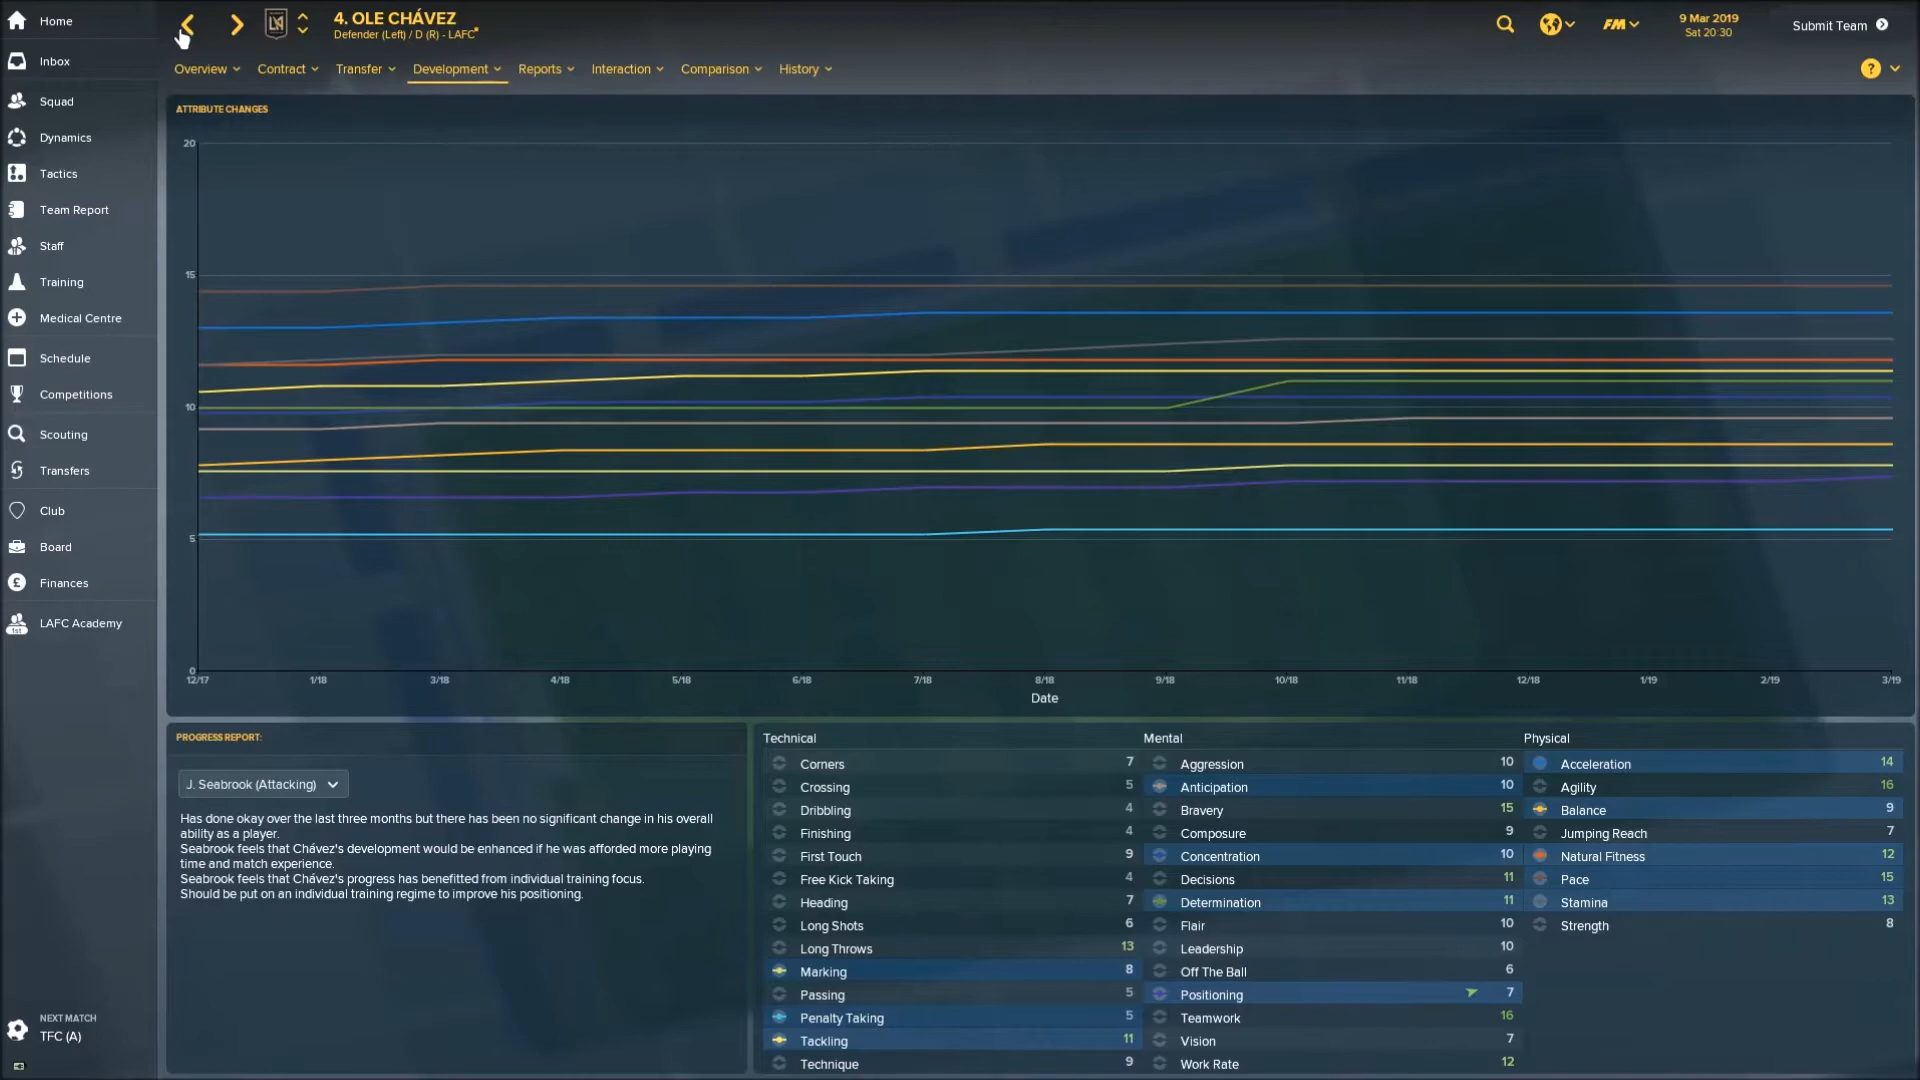 Home
Inbox
Squad
Dynamics
Tactics
Team Report
Staff
Training
Medical Centre
Schedule
Competitions
Scouting
Transfers
Club
Board
Finances
LAFC Academy
NEXT MATCH
TFC (A)
4. OLE CHÁVEZ
Defender (Left) / D (R) - LAFC
FM
9 Mar 2019
Sat 20:30
Submit Team
Overview Contract Transfer Development Reports Interaction Comparison History
?
ATTRIBUTE CHANGES
20
15
10
5
0
12/17 1/18 3/18 4/18 5/18 6/18 7/18 8/18 9/18 10/18 11/18 12/18 1/19 2/19 3/19
Date
PROGRESS REPORT:
J. Seabrook (Attacking)
Has done okay over the last three months but there has been no significant change in his overall
ability as a player.
Seabrook feels that Chávez's development would be enhanced if he was afforded more playing
time and match experience.
Seabrook feels that Chávez's progress has benefitted from individual training focus.
Should be put on an individual training regime to improve his positioning.
Technical
Corners 7
Crossing 5
Dribbling 4
Finishing 4
First Touch 9
Free Kick Taking 4
Heading 7
Long Shots 6
Long Throws 13
Marking 8
Passing 5
Penalty Taking 5
Tackling 11
Technique 9
Mental
Aggression 10
Anticipation 10
Bravery 15
Composure 9
Concentration 10
Decisions 11
Determination 11
Flair 10
Leadership 10
Off The Ball 6
Positioning 7
Teamwork 16
Vision 7
Work Rate 12
Physical
Acceleration 14
Agility 16
Balance 9
Jumping Reach 7
Natural Fitness 12
Pace 15
Stamina 13
Strength 8